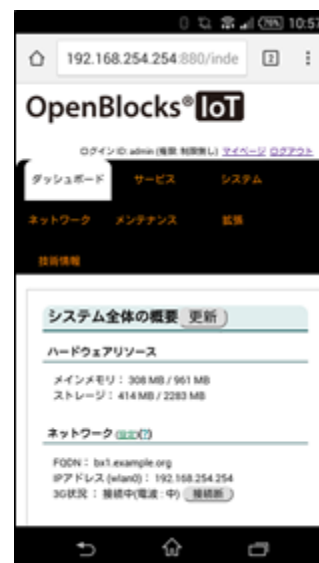 10:57
192.168.254.254:880/inde
2
OpenBlocks® IoT
ログインID: admin (権限: 制限無し) マイページ ログアウト
ダッシュボード サービス システム
ネットワーク メンテナンス 拡張
技術情報
システム全体の概要 更新
ハードウェアリソース
メインメモリ : 308 MB / 961 MB
ストレージ : 414 MB / 2283 MB
ネットワーク (設定)(?)
FQDN : bx1.example.org
IPアドレス (wlan0) : 192.168.254.254
3G状況 : 接続中(電波 : 中) 接続断